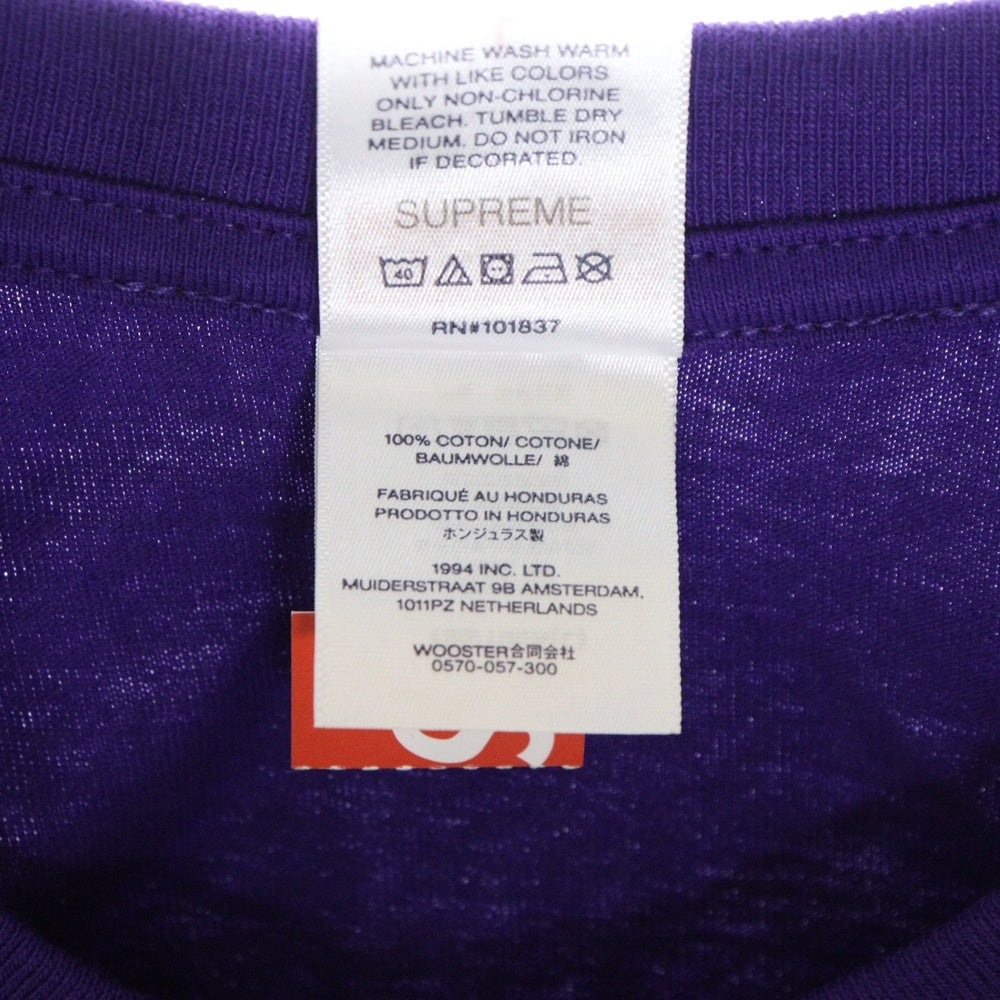 MACHINE WASH WARM
WITH LIKE COLORS
ONLY NON-CHLORINE
BLEACH. TUMBLE DRY
MEDIUM. DO NOT IRON
IF DECORATED.
SUPREME
40
RN#101837
100% COTON/ COTONE/
BAUMWOLLE/ 綿
FABRIQUÉ AU HONDURAS
PRODOTTO IN HONDURAS
ホンジュラス製
1994 INC. LTD.
MUIDERSTRAAT 9B AMSTERDAM,
1011PZ NETHERLANDS
WOOSTER合同会社
0570-057-300